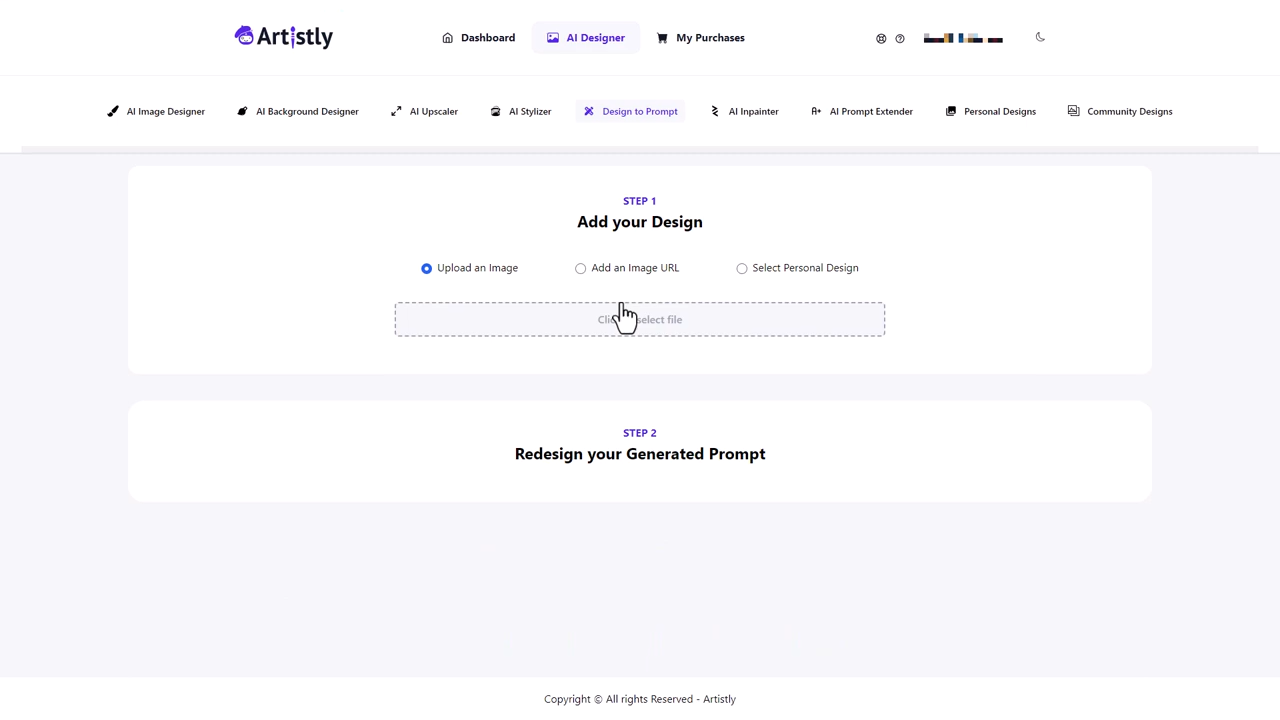 Artistly
Dashboard
AI Designer
My Purchases
AI Image Designer
AI Background Designer
AI Upscaler
AI Stylizer
Design to Prompt
AI Inpainter
AI Prompt Extender
Personal Designs
Community Designs
STEP 1
Add your Design
Upload an Image
Add an Image URL
Select Personal Design
select file
STEP 2
Redesign your Generated Prompt
Copyright © All rights Reserved - Artistly